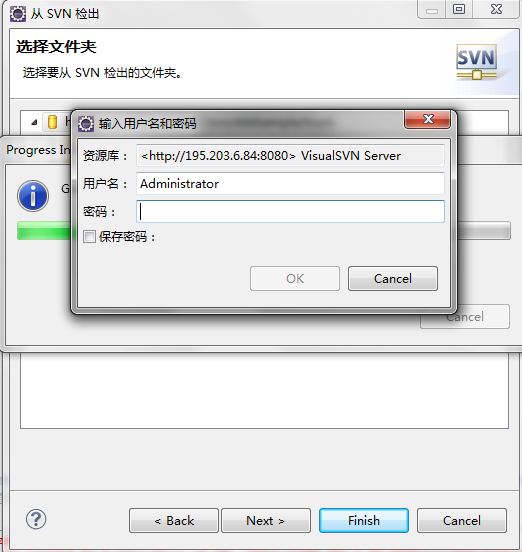 从 SVN 检出
选择文件夹
选择要从 SVN 检出的文件夹。
SVN
输入用户名和密码
Progress In
资源库： <http://195.203.6.84:8080> VisualSVN Server
用户名： Administrator
密码：
保存密码：
OK
Cancel
Cancel
?
< Back
Next >
Finish
Cancel